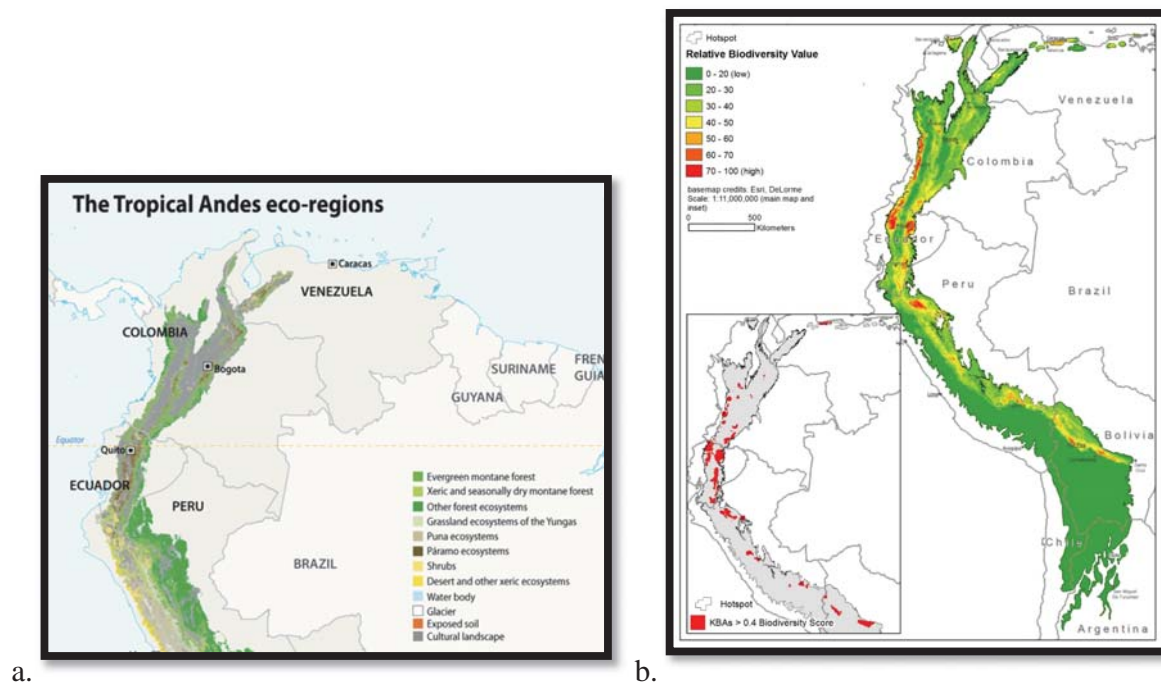 The Tropical Andes eco-regions
Caracas
VENEZUELA
COLOMBIA
Bogota
SURINAME
FREN
GUIA
GUYANA
Equator
Quito
ECUADOR
PERU
BRAZIL
Evergreen montane forest
Xeric and seasonally dry montane forest
Other forest ecosystems
Grassland ecosystems of the Yungas
Puna ecosystems
Páramo ecosystems
Shrubs
Desert and other xeric ecosystems
Water body
Glacier
Exposed soil
Cultural landscape
a.
Hotspot
Relative Biodiversity Value
0 - 20 (low)
20 - 30
30 - 40
40 - 50
50 - 60
60 - 70
70 - 100 (high)
basemap credits: Esri, DeLorme
Scale: 1:11,000,000 (main map and
inset)
0 500
Kilometers
Venezuela
Colombia
Ecuador
Peru
Brazil
Bolivia
Chile
Argentina
Hotspot
KBAs > 0.4 Biodiversity Score
b.